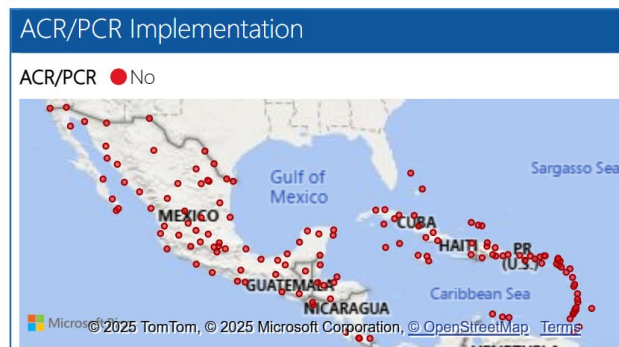 ACR/PCR Implementation
ACR/PCR No
Gulf of
Mexico
Sargasso Sea
MEXICO
CUBA
HAITI
PR
(U.S.)
GUATEMALA
Caribbean Sea
NICARAGUA
Microsoft
© 2025 TomTom, © 2025 Microsoft Corporation, © OpenStreetMap Terms